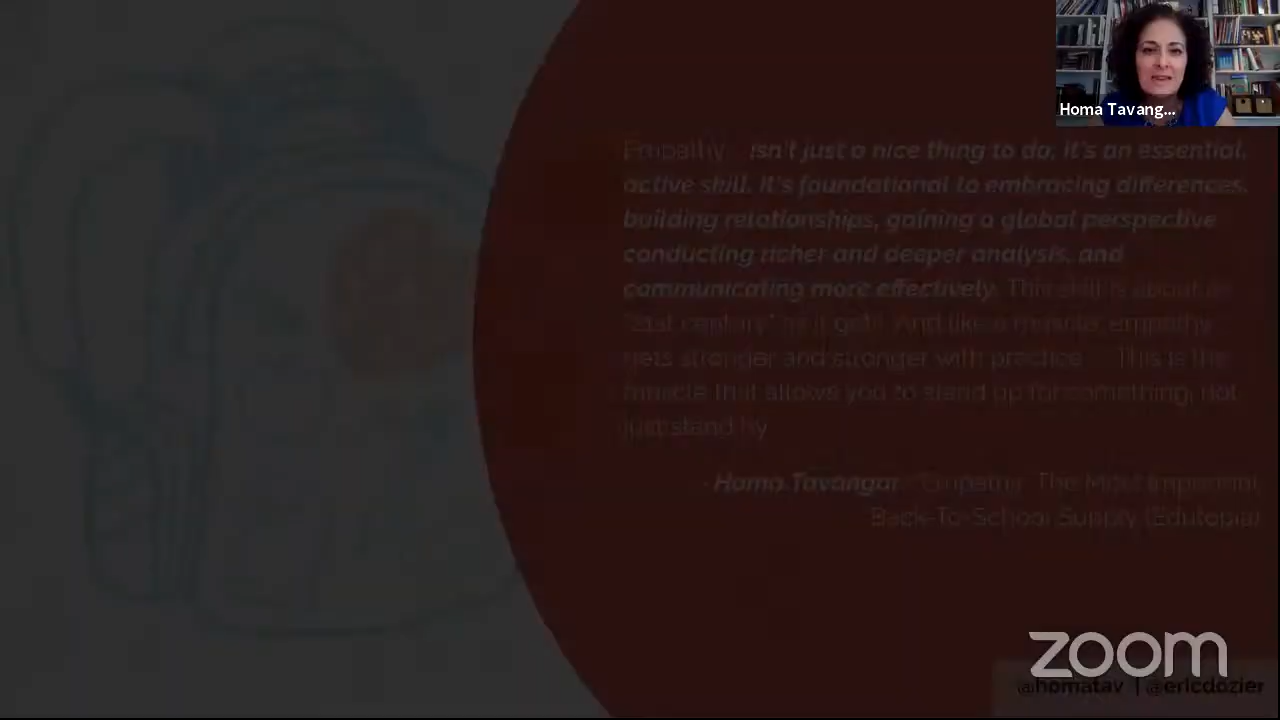 Homa Tavang...
Empathy isn't just a nice thing to do; it's an essential,
active skill. It's foundational to embracing differences,
building relationships, gaining a global perspective
conducting richer and deeper analysis, and
communicating more effectively. This skill is about as
"21st century" as it gets. And like a muscle, empathy
gets stronger and stronger with practice This is the
muscle that allows you to stand up for something, not
just stand by
- Homa Tavangar "Empathy: The Most Important
Back-To-School Supply (Edutopia)
zoom
@homatav | @ericdozier